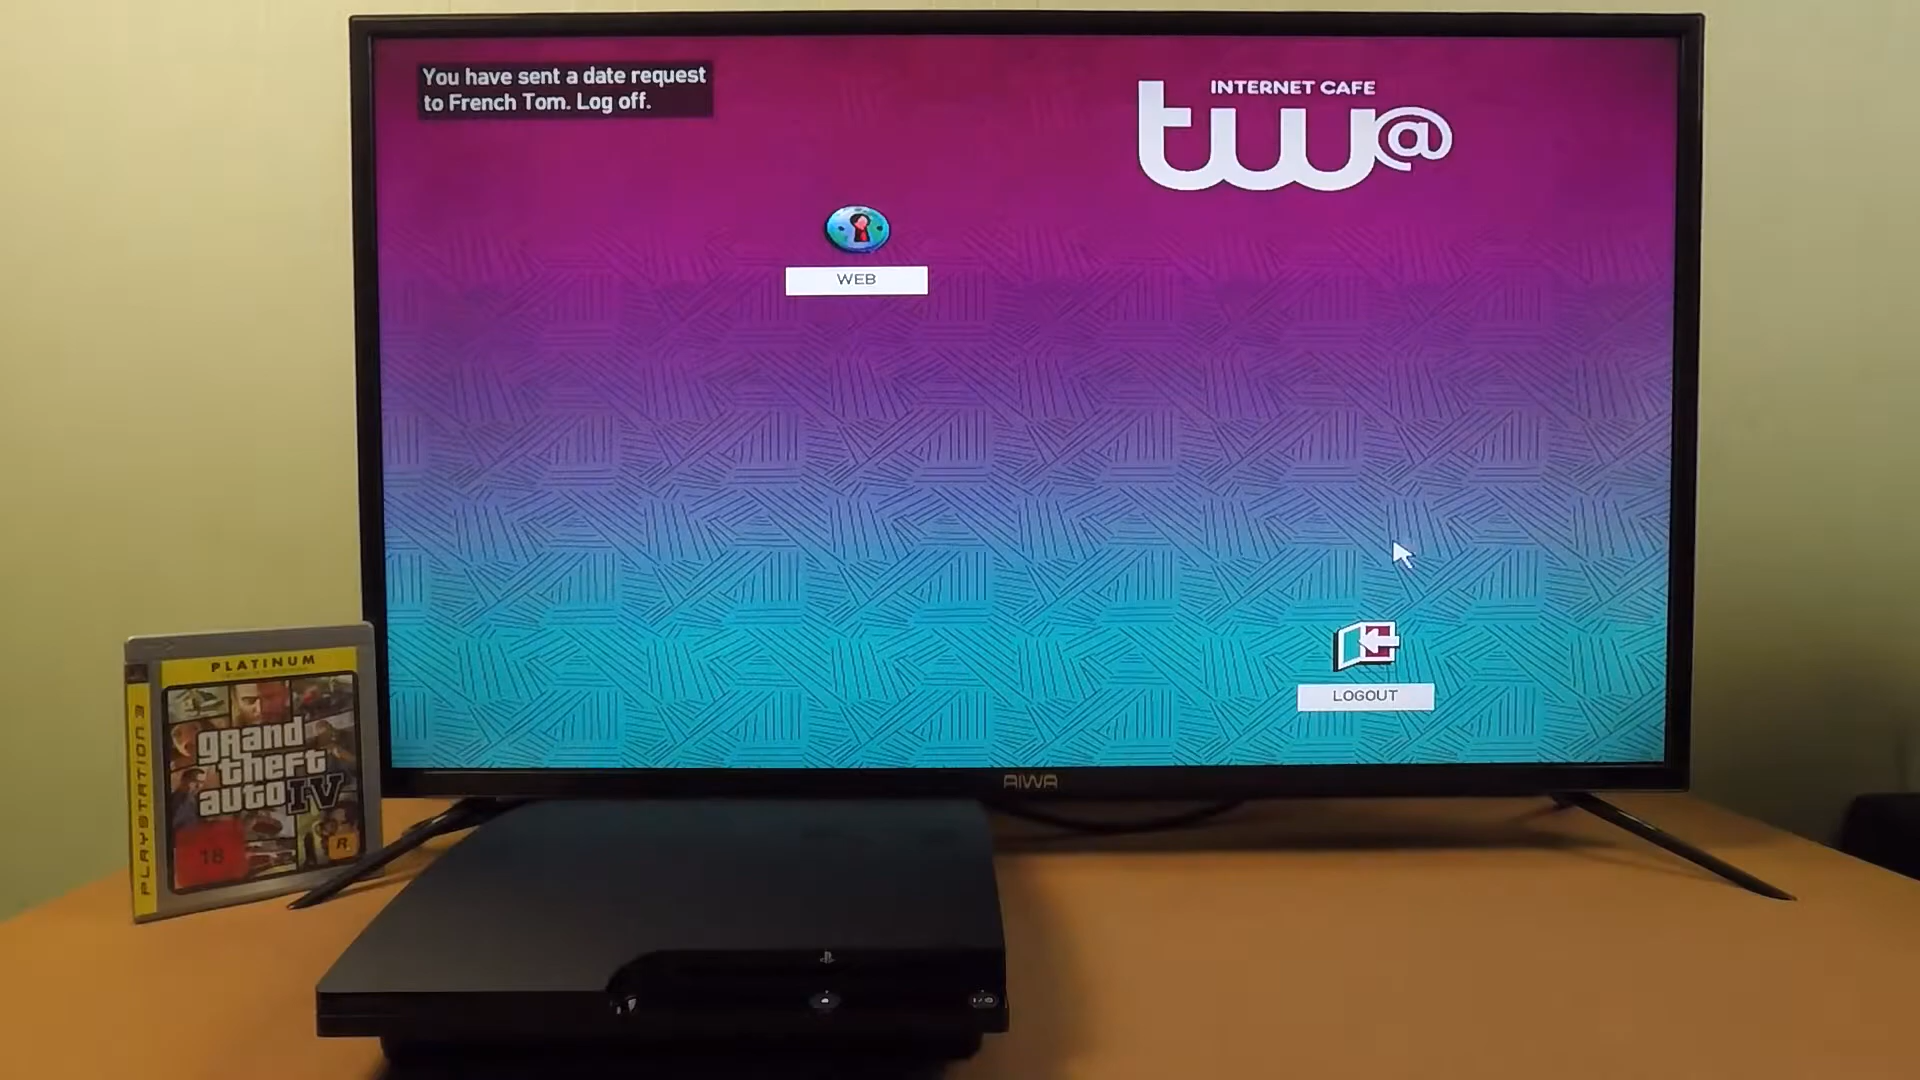 You have sent a date request
to French Tom. Log off.
INTERNET CAFE
tw@
WEB
LOGOUT
AIWA
PLATINUM
PLAYSTATION 3
grand
theft
auto IV
18
R